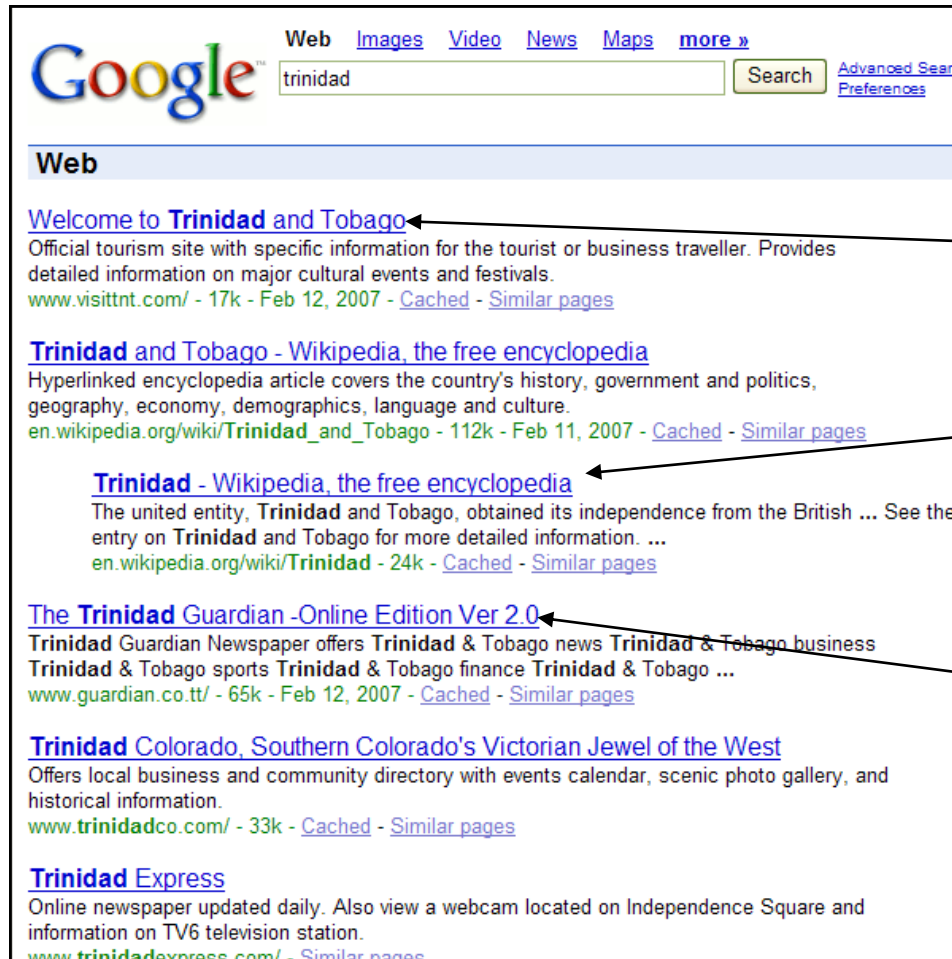 Web Images Video News Maps more »
Google™ trinidad Search Advanced Sear
Preferences
Web
Welcome to Trinidad and Tobago
Official tourism site with specific information for the tourist or business traveller. Provides
detailed information on major cultural events and festivals.
www.visittnt.com/ - 17k - Feb 12, 2007 - Cached - Similar pages
Trinidad and Tobago - Wikipedia, the free encyclopedia
Hyperlinked encyclopedia article covers the country's history, government and politics,
geography, economy, demographics, language and culture.
en.wikipedia.org/wiki/Trinidad_and_Tobago - 112k - Feb 11, 2007 - Cached - Similar pages
Trinidad - Wikipedia, the free encyclopedia
The united entity, Trinidad and Tobago, obtained its independence from the British ... See the
entry on Trinidad and Tobago for more detailed information. ...
en.wikipedia.org/wiki/Trinidad - 24k - Cached - Similar pages
The Trinidad Guardian -Online Edition Ver 2.0
Trinidad Guardian Newspaper offers Trinidad & Tobago news Trinidad & Tobago business
Trinidad & Tobago sports Trinidad & Tobago finance Trinidad & Tobago ...
www.guardian.co.tt/ - 65k - Feb 12, 2007 - Cached - Similar pages
Trinidad Colorado, Southern Colorado's Victorian Jewel of the West
Offers local business and community directory with events calendar, scenic photo gallery, and
historical information.
www.trinidadco.com/ - 33k - Cached - Similar pages
Trinidad Express
Online newspaper updated daily. Also view a webcam located on Independence Square and
information on TV6 television station.
www.trinidadexpress.com/ - Similar pages